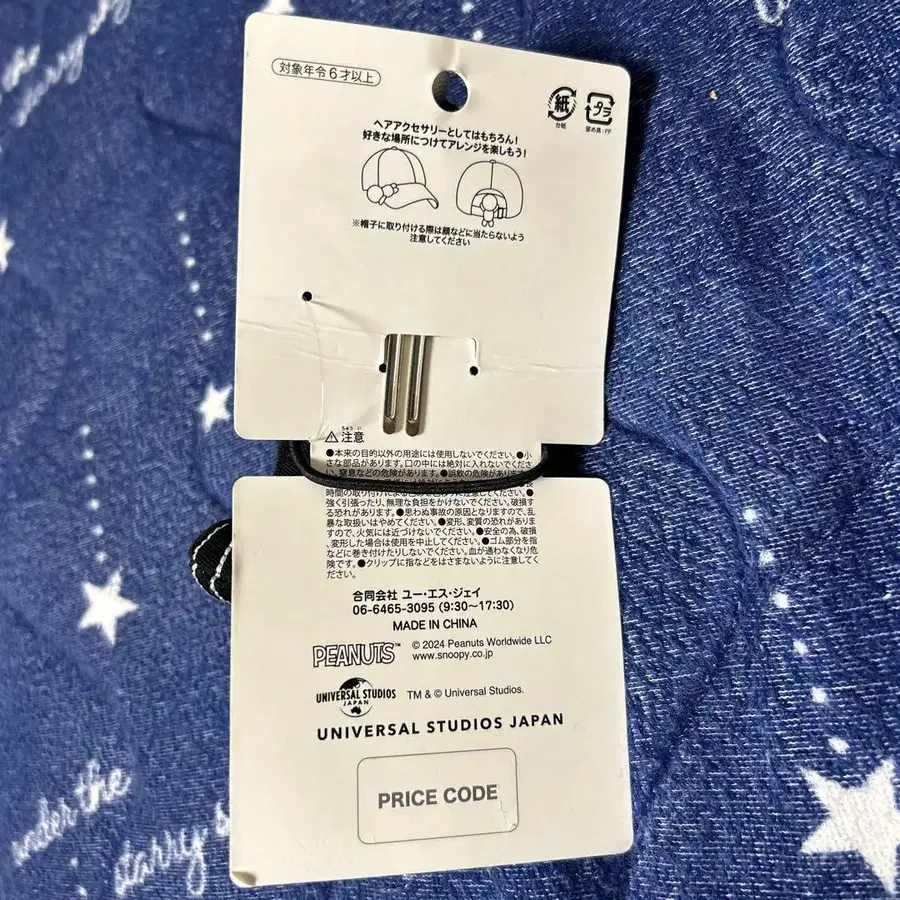 対象年令6才以上
紙
台紙
プラ
留め具:PP
ヘアアクセサリーとしてはもちろん!
好きな場所につけてアレンジを楽しもう!
※帽子に取り付ける際は顔などに当たらないよう
注意してください
ちゅう い
注意
●本来の目的以外の用途には使用しないでください。●小
さな部品があります。口の中には絶対に入れないでくださ
い。窒息などの危険があります。●誤飲の危険があります
時間の取り付けによる
強く引張ったり、無理な負担をかけないでください。破損す
る恐れがあります。●思わぬ事故の原因となりますので、乱
暴な取扱いはやめてください。●変形、変質の恐れがありま
すので、火気には近づけないでください。●安全の為、破損
、変形した場合は使用を中止してください。●ゴム部分を指
などに巻き付けたりしないでください。血が通わなくなり危
険です。●クリップに指などをはさまないように注意してく
ださい。
合同会社 ユー・エス・ジェイ
06-6465-3095 (9:30〜17:30)
MADE IN CHINA
PEANUTS™ © 2024 Peanuts Worldwide LLC
www.snoopy.co.jp
UNIVERSAL STUDIOS
JAPAN
TM & © Universal Studios.
UNIVERSAL STUDIOS JAPAN
PRICE CODE
under the
starry